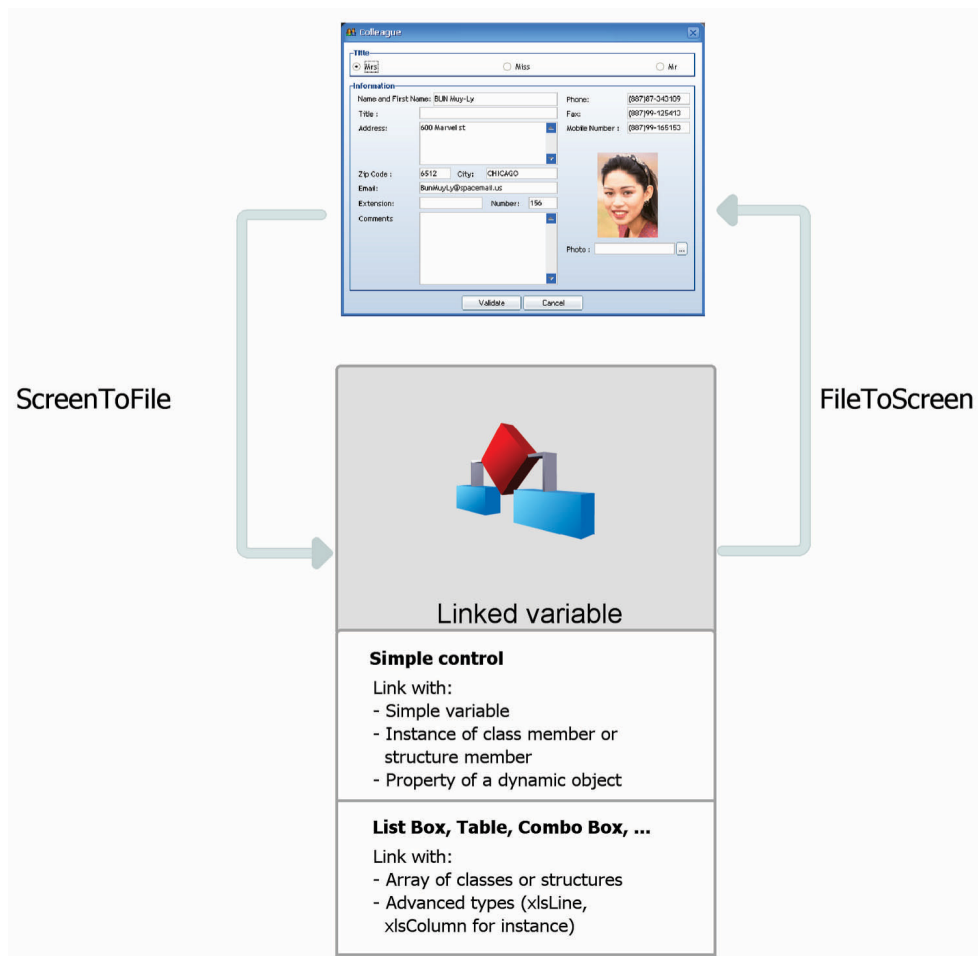 Colleague
Title
Mrs Miss Mr
Information
Name and First Name: BUN Muy-Ly Phone: (887)87-343109
Title : Fax: (887)99-125413
Address: 600 Marvel st Mobile Number : (887)99-165153
Zip Code : 6512 City: CHICAGO
Email: BunMuyLy@spacemail.us
Extension: Number: 156
Comments
Photo : ...
Validate Cancel
ScreenToFile
FileToScreen
Linked variable
Simple control
Link with:
- Simple variable
- Instance of class member or
structure member
- Property of a dynamic object
List Box, Table, Combo Box, ...
Link with:
- Array of classes or structures
- Advanced types (xlsLine,
xlsColumn for instance)